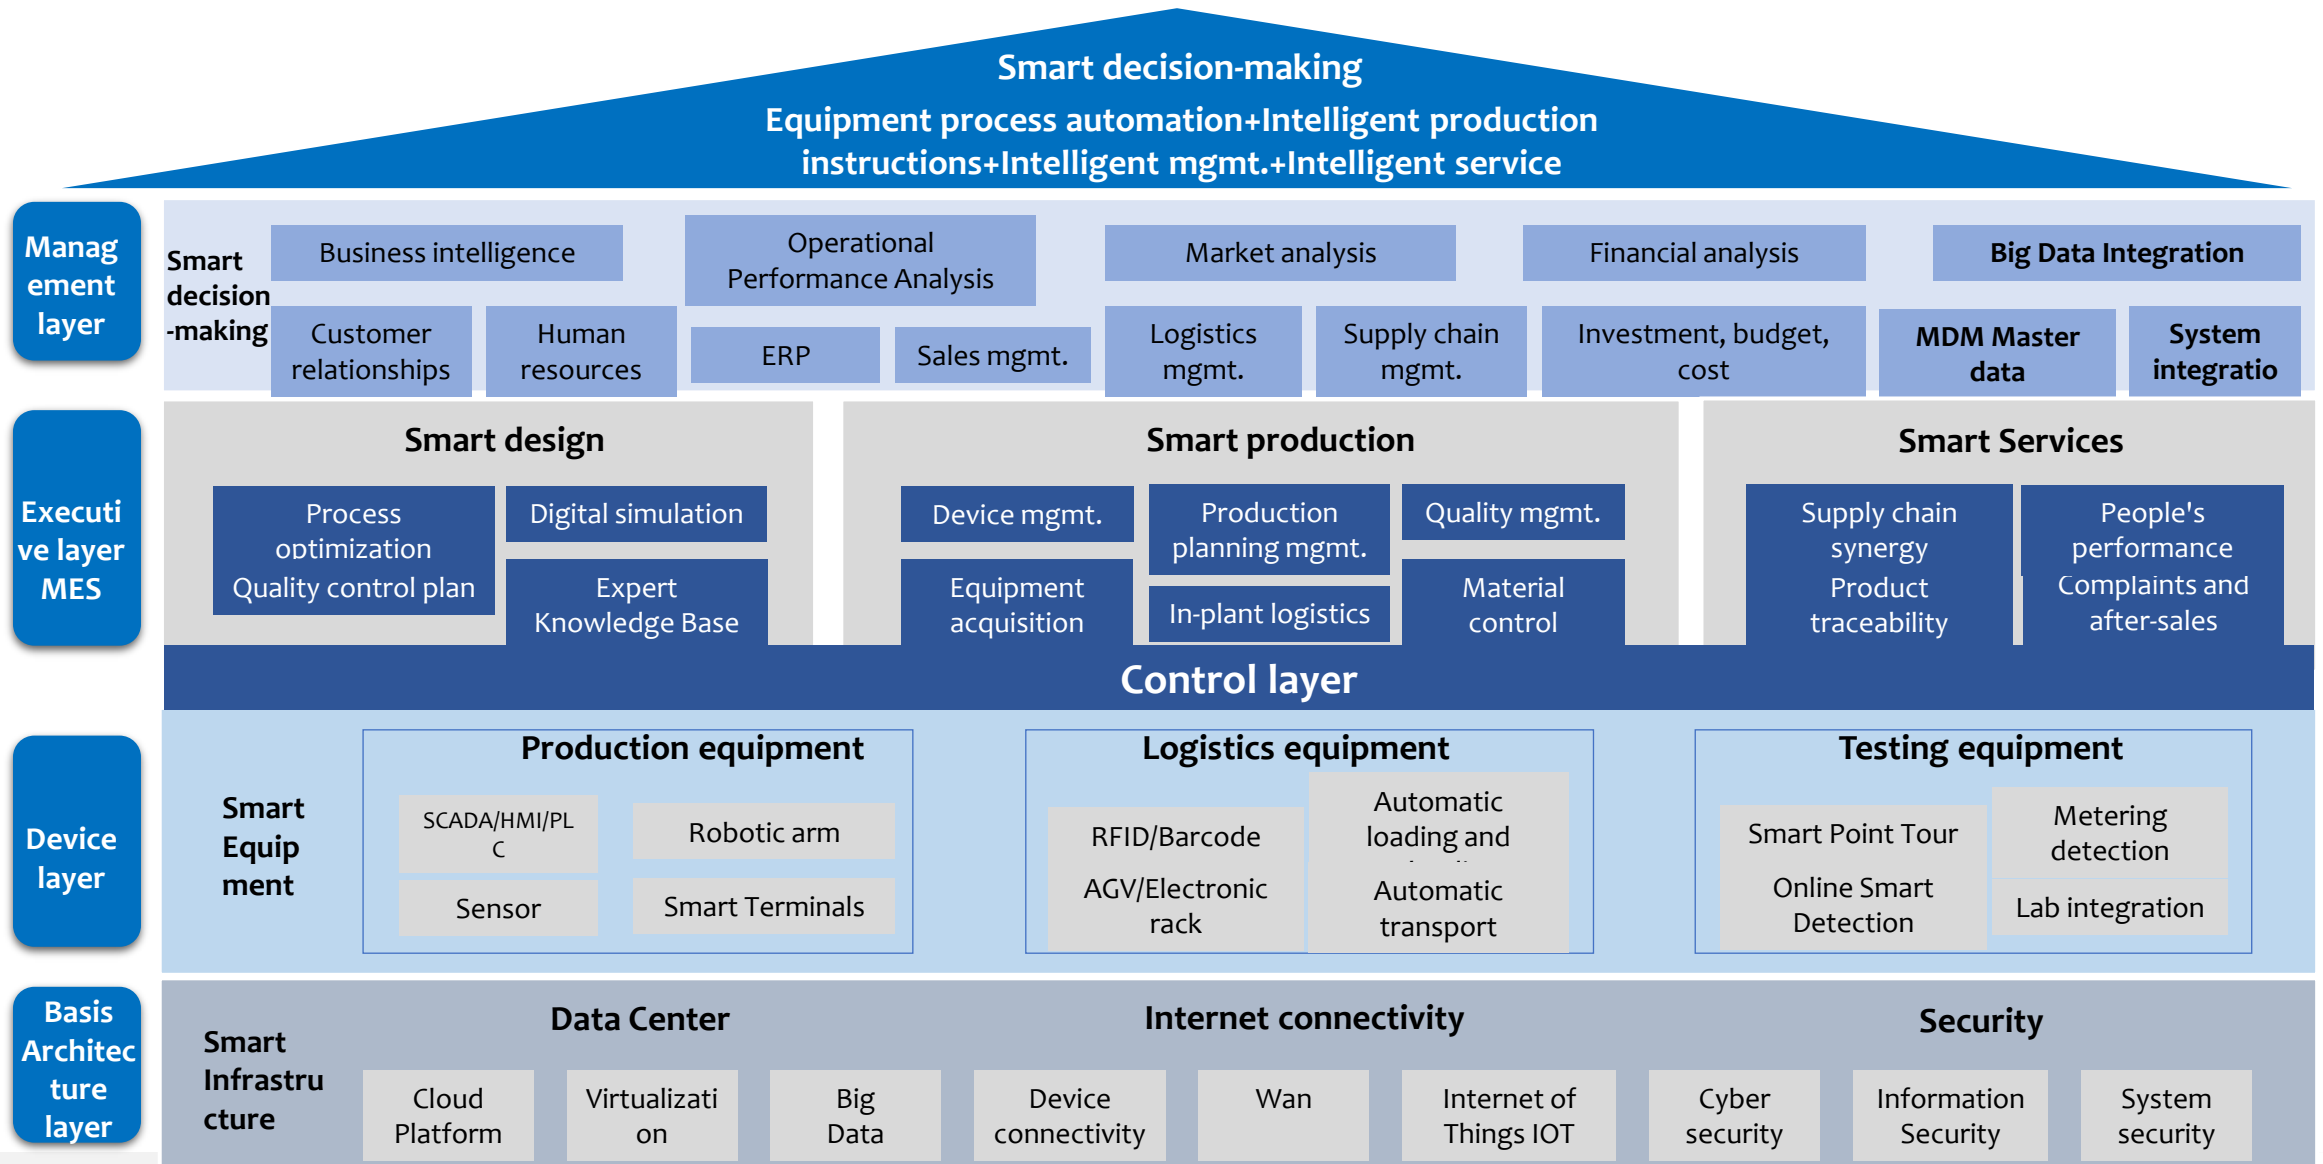 Smart decision-making
Equipment process automation+Intelligent production
instructions+Intelligent mgmt.+Intelligent service
Manag
ement
layer
Smart
decision
-making
Business intelligence
Operational
Performance Analysis
Market analysis
Financial analysis
Big Data Integration
Customer
relationships
Human
resources
ERP
Sales mgmt.
Logistics
mgmt.
Supply chain
mgmt.
Investment, budget,
cost
MDM Master
data
System
integratio
Executi
ve layer
MES
Smart design
Process
optimization
Digital simulation
Quality control plan
Expert
Knowledge Base
Smart production
Device mgmt.
Production
planning mgmt.
Quality mgmt.
Equipment
acquisition
In-plant logistics
Material
control
Smart Services
Supply chain
synergy
People's
performance
Product
traceability
Complaints and
after-sales
Control layer
Device
layer
Smart
Equip
ment
Production equipment
SCADA/HMI/PL
C
Robotic arm
Sensor
Smart Terminals
Logistics equipment
RFID/Barcode
Automatic
loading and
AGV/Electronic
rack
Automatic
transport
Testing equipment
Smart Point Tour
Metering
detection
Online Smart
Detection
Lab integration
Basis
Architec
ture
layer
Smart
Infrastru
cture
Data Center
Internet connectivity
Security
Cloud
Platform
Virtualizati
on
Big
Data
Device
connectivity
Wan
Internet of
Things IOT
Cyber
security
Information
Security
System
security